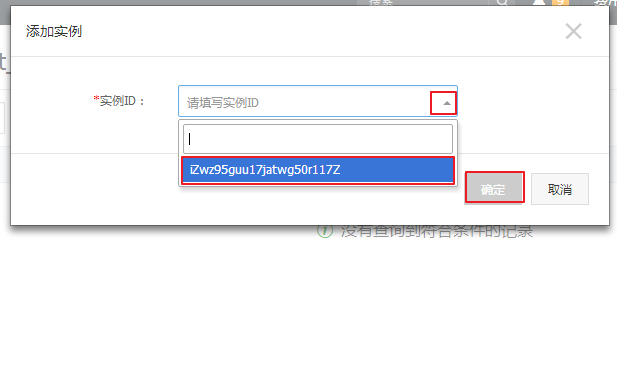 9
添加实例
*实例ID：
请填写实例ID
iZwz95guu17jatwg50r117Z
确定
取消
没有查询到符合条件的记录